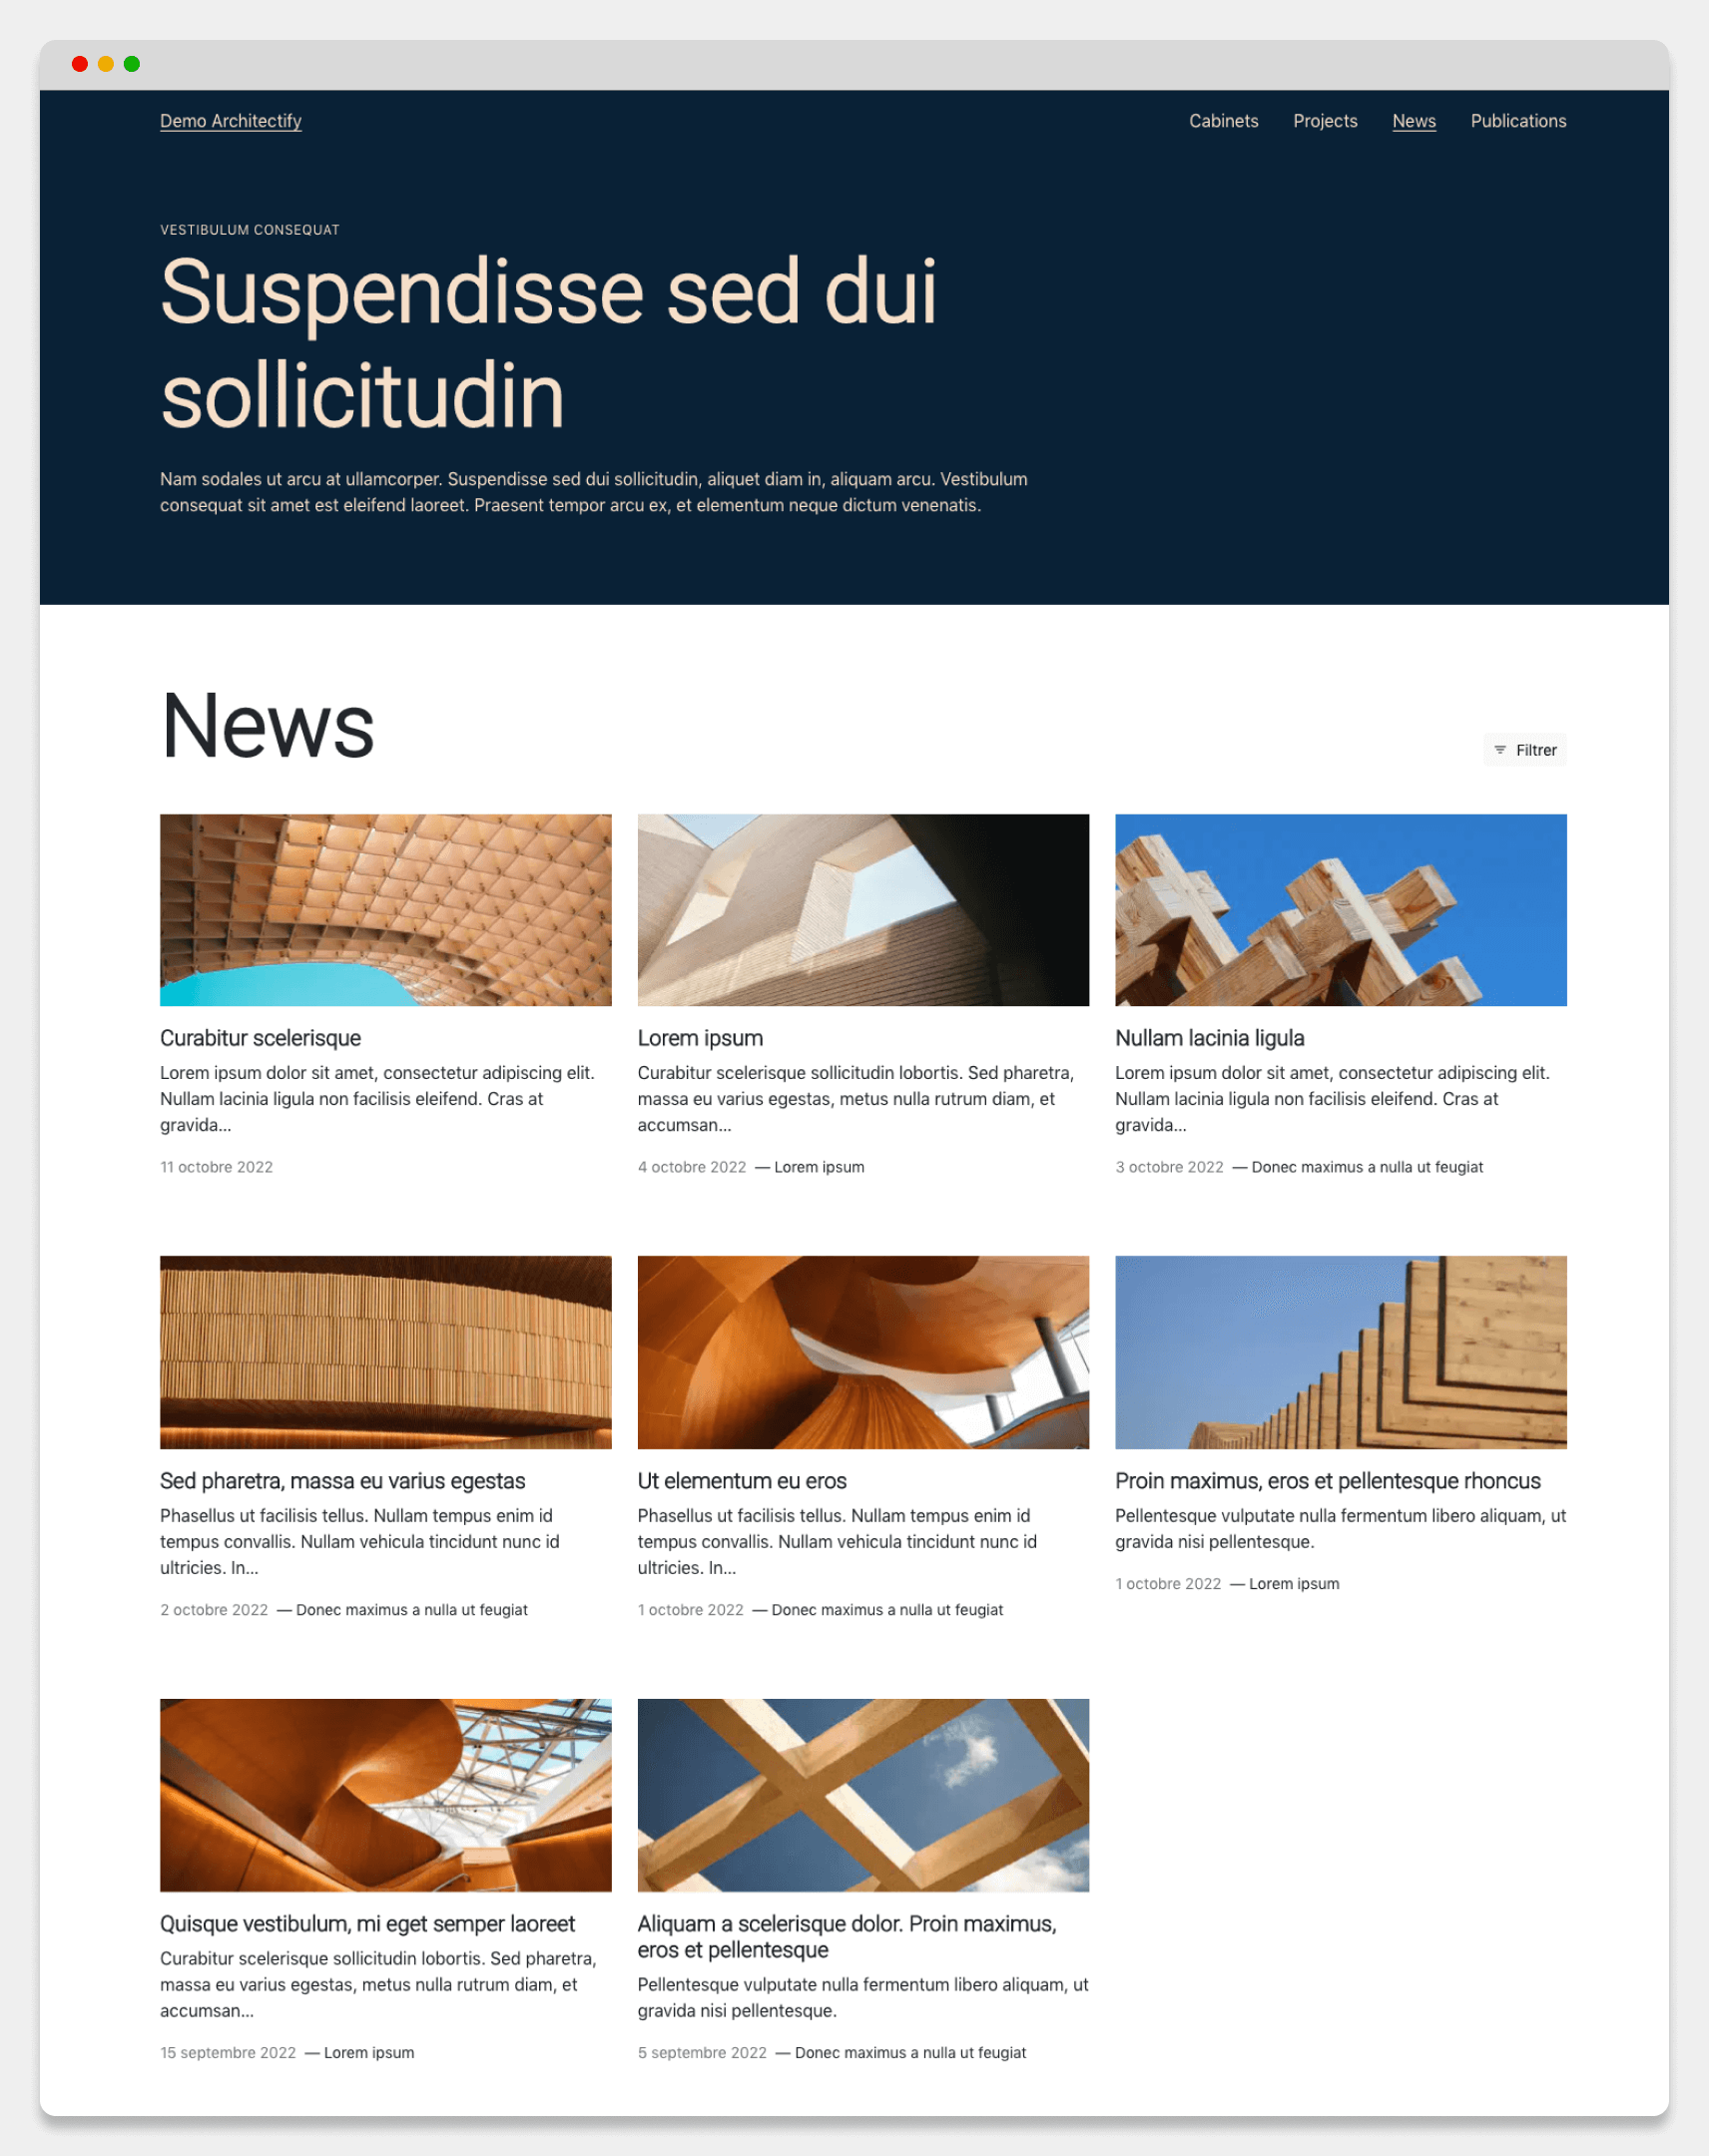 Demo Architectify
Cabinets Projects News Publications
VESTIBULUM CONSEQUAT
Suspendisse sed dui
sollicitudin
Nam sodales ut arcu at ullamcorper. Suspendisse sed dui sollicitudin, aliquet diam in, aliquam arcu. Vestibulum
consequat sit amet est eleifend laoreet. Praesent tempor arcu ex, et elementum neque dictum venenatis.
News
Filtrer
Curabitur scelerisque
Lorem ipsum dolor sit amet, consectetur adipiscing elit.
Nullam lacinia ligula non facilisis eleifend. Cras at
gravida...
11 octobre 2022
Lorem ipsum
Curabitur scelerisque sollicitudin lobortis. Sed pharetra,
massa eu varius egestas, metus nulla rutrum diam, et
accumsan...
4 octobre 2022 — Lorem ipsum
Nullam lacinia ligula
Lorem ipsum dolor sit amet, consectetur adipiscing elit.
Nullam lacinia ligula non facilisis eleifend. Cras at
gravida...
3 octobre 2022 — Donec maximus a nulla ut feugiat
Sed pharetra, massa eu varius egestas
Phasellus ut facilisis tellus. Nullam tempus enim id
tempus convallis. Nullam vehicula tincidunt nunc id
ultricies. In...
2 octobre 2022 — Donec maximus a nulla ut feugiat
Ut elementum eu eros
Phasellus ut facilisis tellus. Nullam tempus enim id
tempus convallis. Nullam vehicula tincidunt nunc id
ultricies. In...
1 octobre 2022 — Donec maximus a nulla ut feugiat
Proin maximus, eros et pellentesque rhoncus
Pellentesque vulputate nulla fermentum libero aliquam, ut
gravida nisi pellentesque.
1 octobre 2022 — Lorem ipsum
Quisque vestibulum, mi eget semper laoreet
Curabitur scelerisque sollicitudin lobortis. Sed pharetra,
massa eu varius egestas, metus nulla rutrum diam, et
accumsan...
15 septembre 2022 — Lorem ipsum
Aliquam a scelerisque dolor. Proin maximus,
eros et pellentesque
Pellentesque vulputate nulla fermentum libero aliquam, ut
gravida nisi pellentesque.
5 septembre 2022 — Donec maximus a nulla ut feugiat